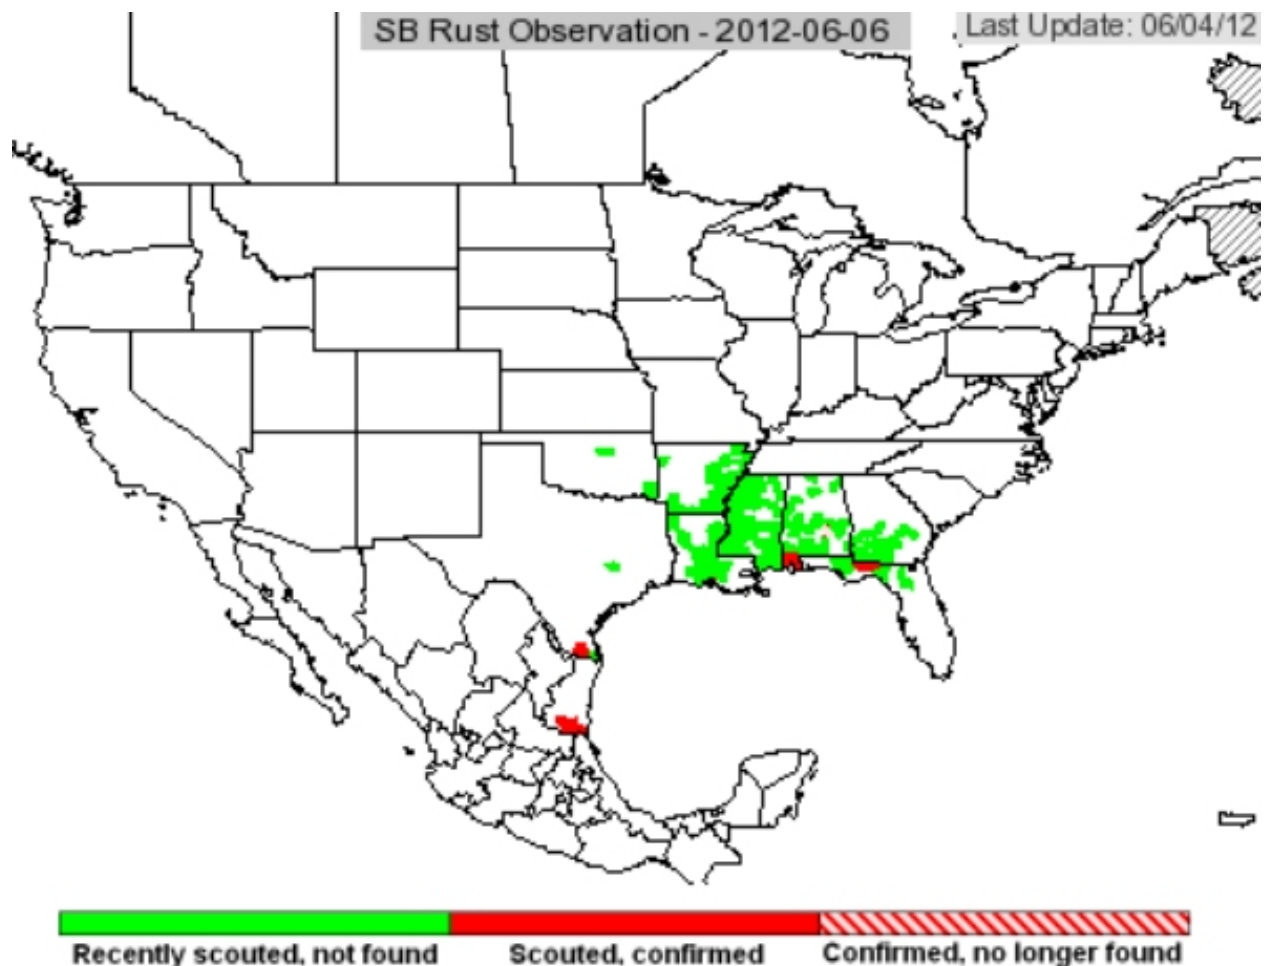 SB Rust Observation - 2012-06-06
Last Update: 06/04/12
Recently scouted, not found
Scouted, confirmed
Confirmed, no longer found